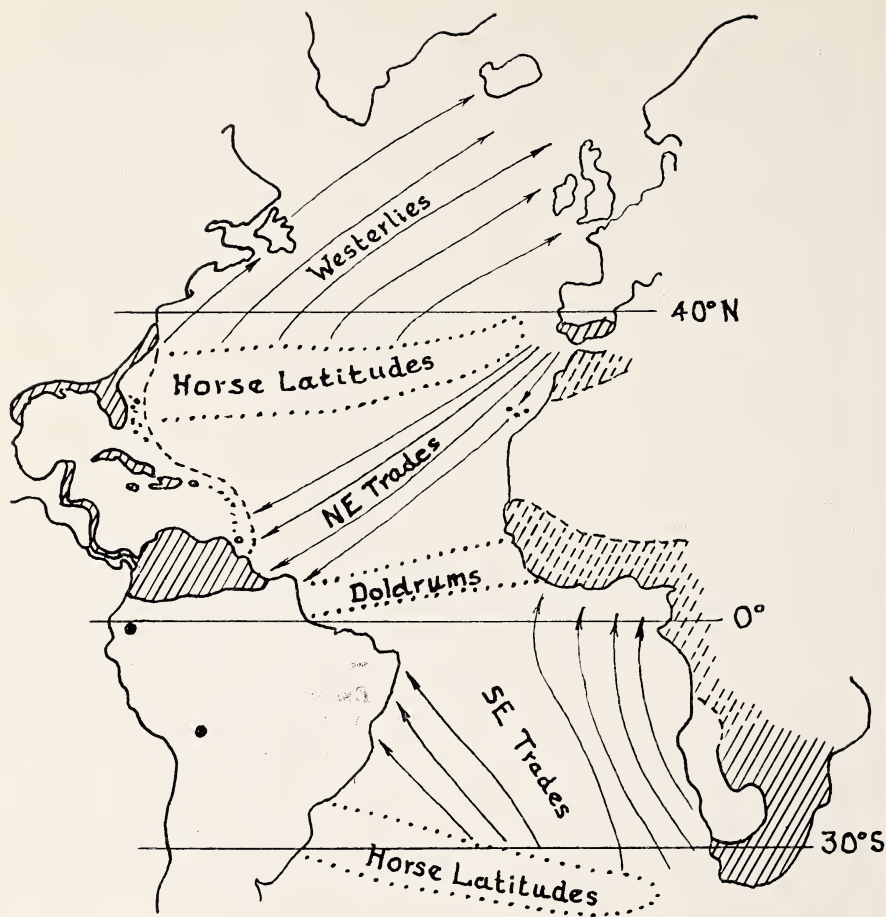 Westerlies
40°N
Horse Latitudes
NE Trades
Doldrums
0°
SE Trades
30°S
Horse Latitudes